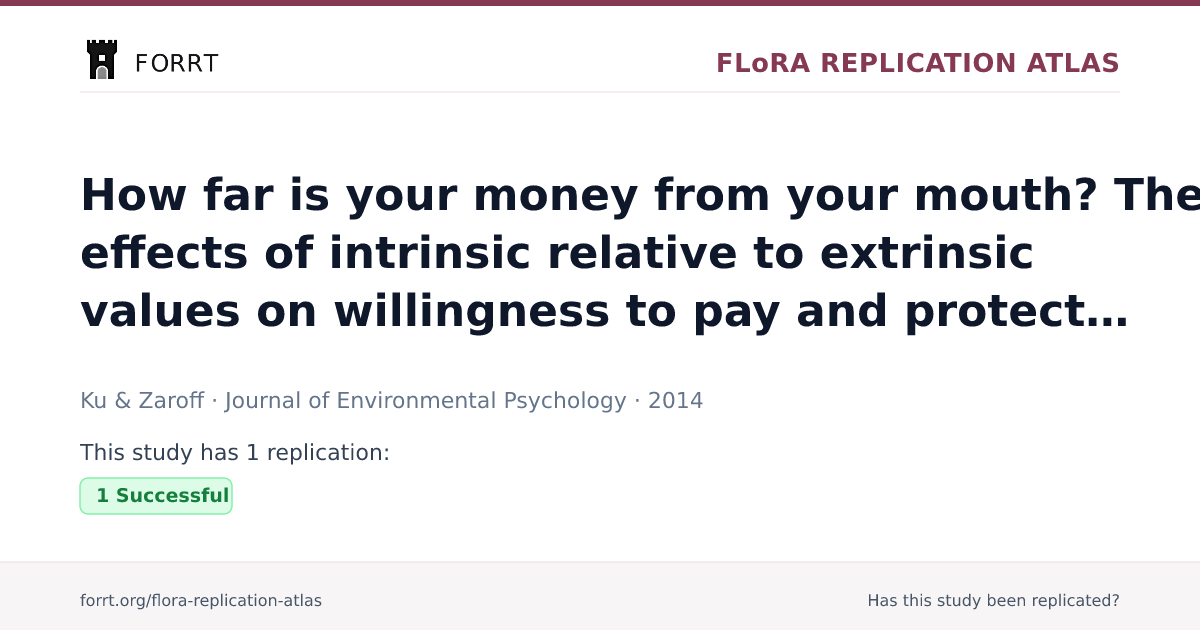 FORRT
FLoRA REPLICATION ATLAS
How far is your money from your mouth? The
effects of intrinsic relative to extrinsic
values on willingness to pay and protect…
Ku & Zaroff · Journal of Environmental Psychology · 2014
This study has 1 replication:
1 Successful
forrt.org/flora-replication-atlas
Has this study been replicated?